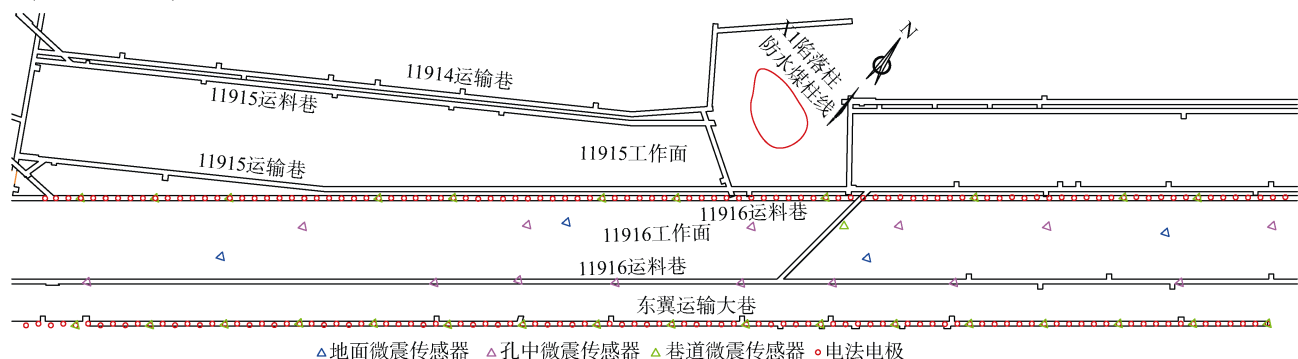 X1陷落柱
防水煤柱线
N
11914运输巷
11915运料巷
11915工作面
11915运输巷
11916运料巷
11916工作面
11916运料巷
东翼运输大巷
地面微震传感器 孔中微震传感器 巷道微震传感器 电法电极